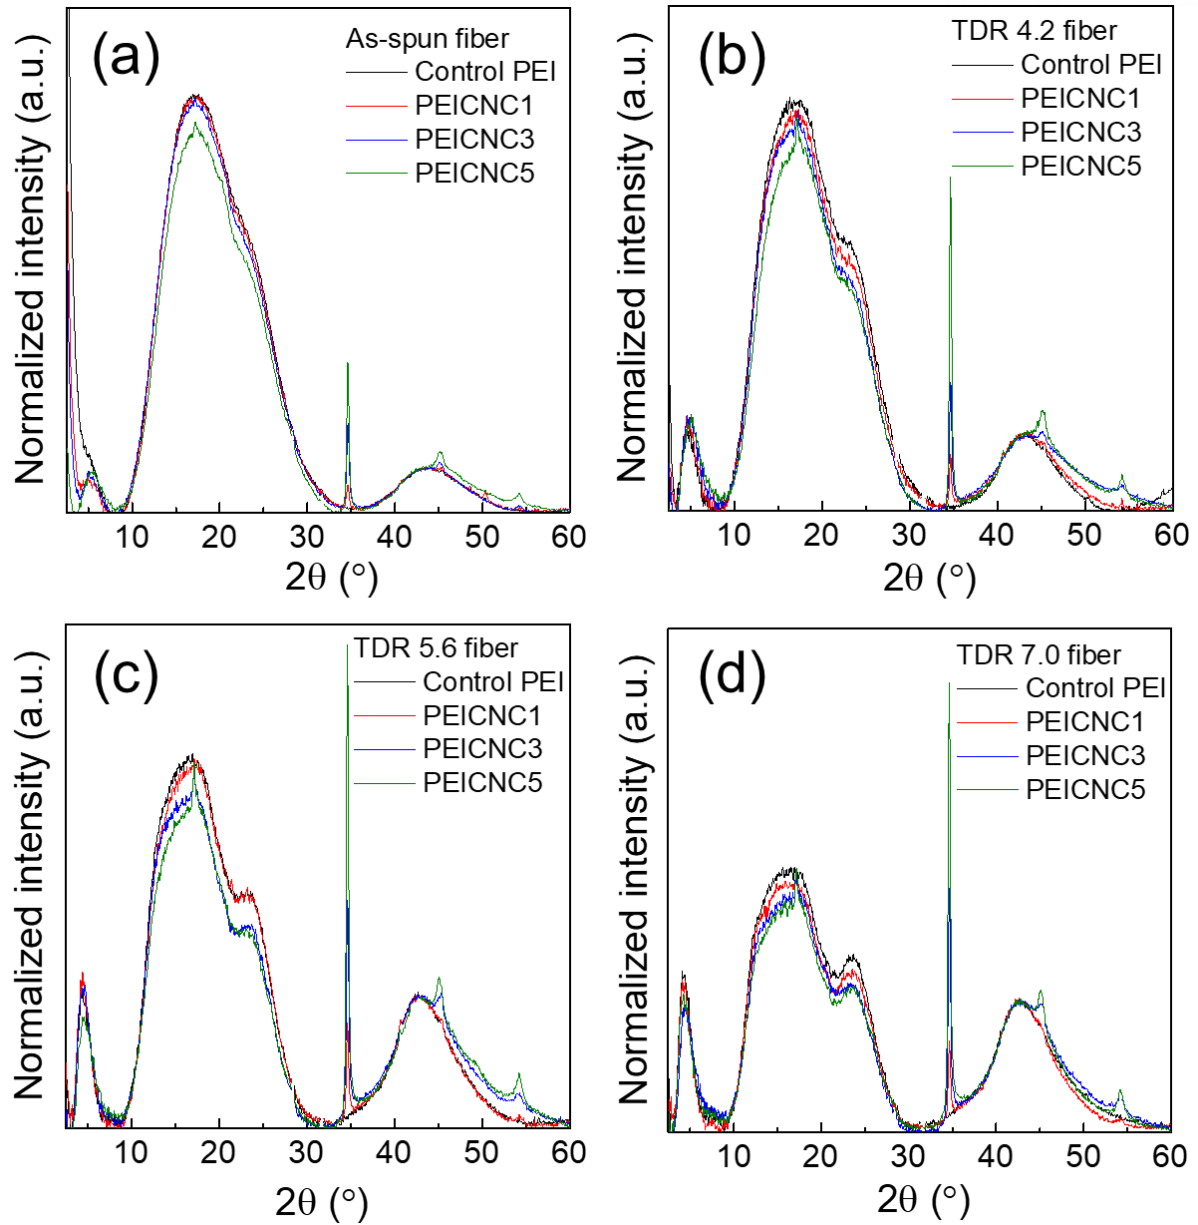 (a)
As-spun fiber
Control PEI
PEICNC1
PEICNC3
PEICNC5
Normalized intensity (a.u.)
10 20 30 40 50 60
2θ (°)
(b)
TDR 4.2 fiber
Control PEI
PEICNC1
PEICNC3
PEICNC5
Normalized intensity (a.u.)
10 20 30 40 50 60
2θ (°)
(c)
TDR 5.6 fiber
Control PEI
PEICNC1
PEICNC3
PEICNC5
Normalized intensity (a.u.)
10 20 30 40 50 60
2θ (°)
(d)
TDR 7.0 fiber
Control PEI
PEICNC1
PEICNC3
PEICNC5
Normalized intensity (a.u.)
10 20 30 40 50 60
2θ (°)